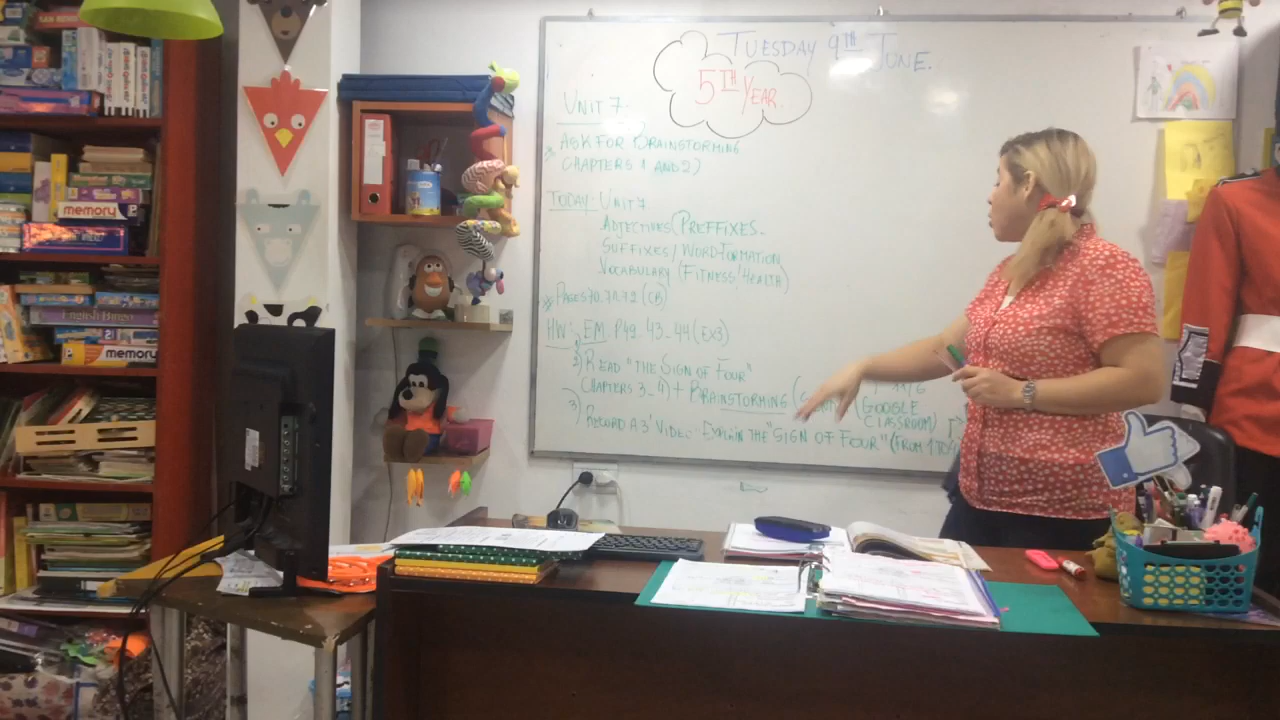 TUESDAY 9TH JUNE.
5TH YEAR.
UNIT 7:
ASK FOR BRAINSTORMING
CHAPTERS 1 AND 2)
TODAY: UNIT 7
ADJECTIVES (PREFFIXES.
SUFFIXES/WORD FORMATION
VOCABULARY (FITNESS/HEALTH)
* PAGES 70.71.72 (CB)
HW: EM P49_43_44 (EX3)
2) READ "THE SIGN OF FOUR"
CHAPTERS 3_4) + BRAINSTORMING
(GOOGLE
CLASSROOM)
3) RECORD A 3' VIDEO EXPLAIN THE "SIGN OF FOUR" (FROM 1 TO
memory
English Bingo
memory